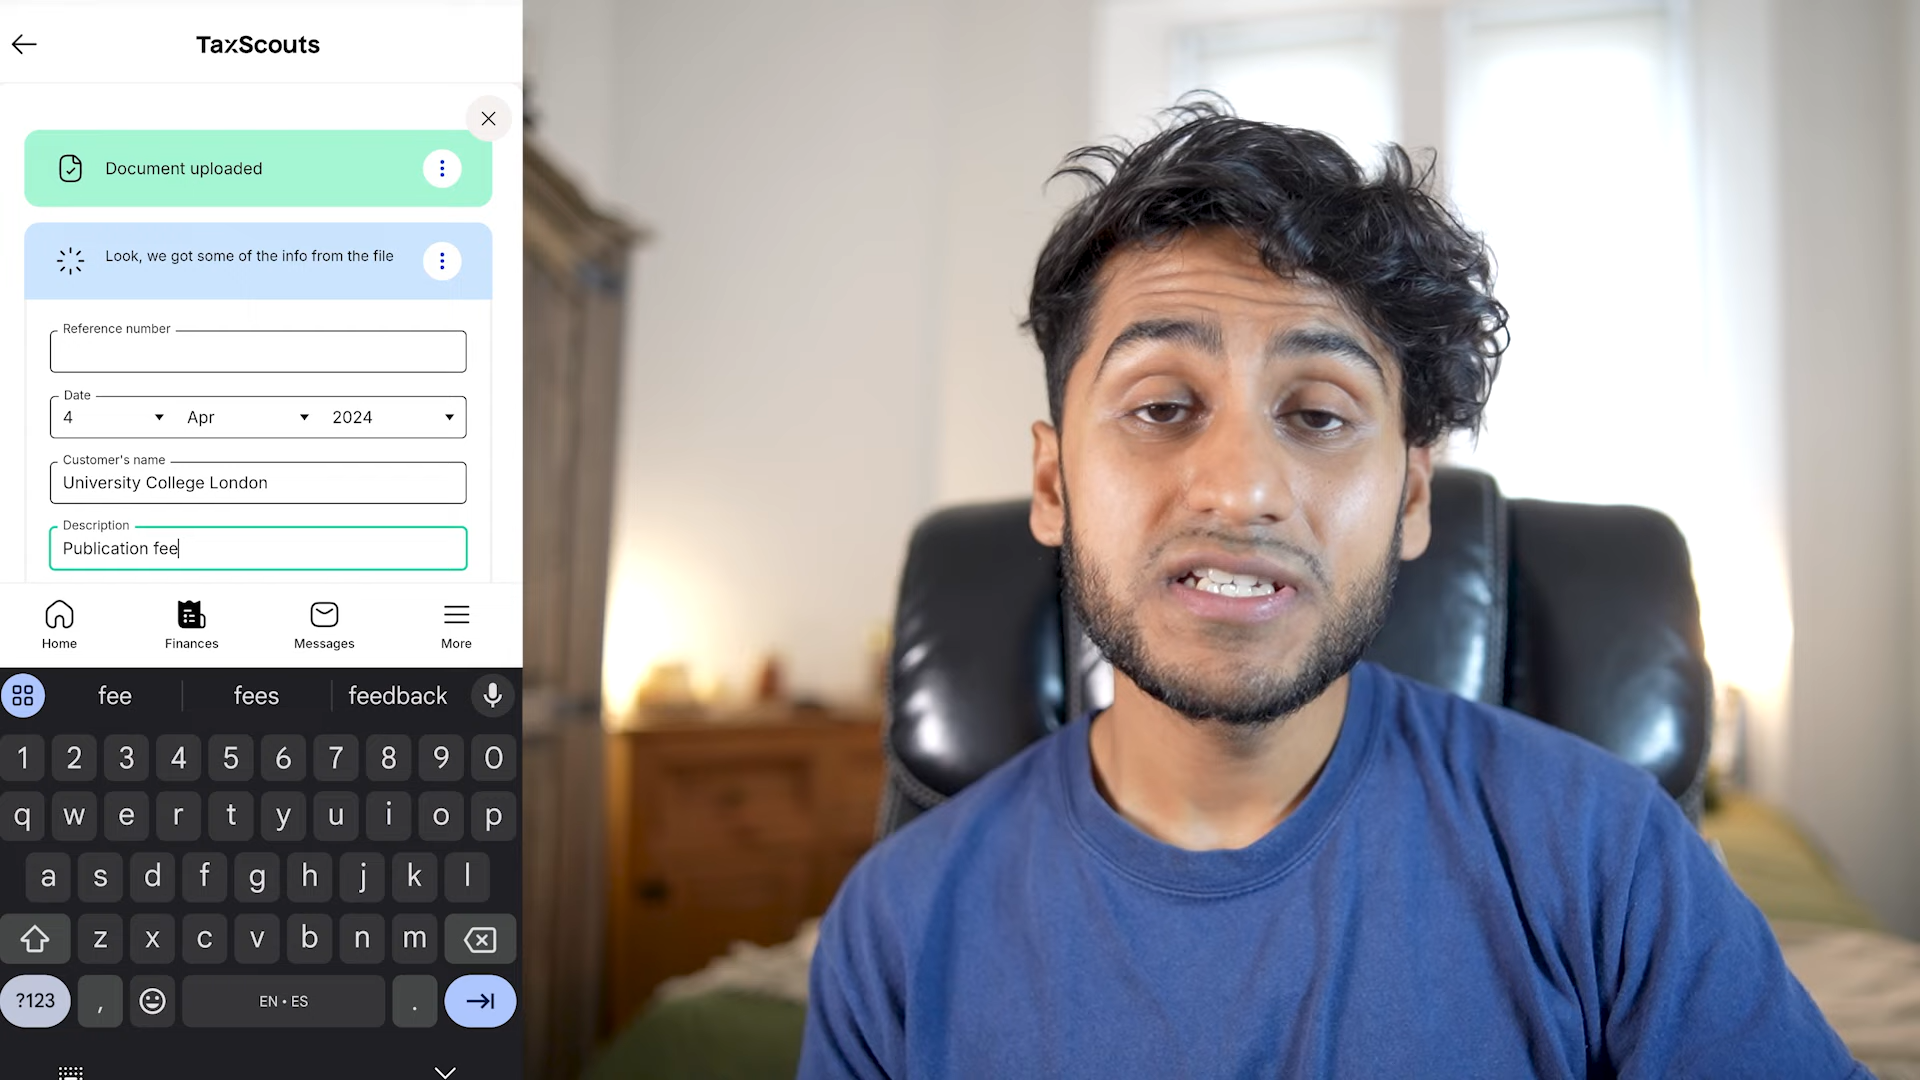 TaxScouts
Document uploaded
Look, we got some of the info from the file
Reference number
Date
4 Apr 2024
Customer's name
University College London
Description
Publication fee
Home Finances Messages More
fee fees feedback
1 2 3 4 5 6 7 8 9 0
q w e r t y u i o p
a s d f g h j k l
z x c v b n m
?123 , EN • ES .